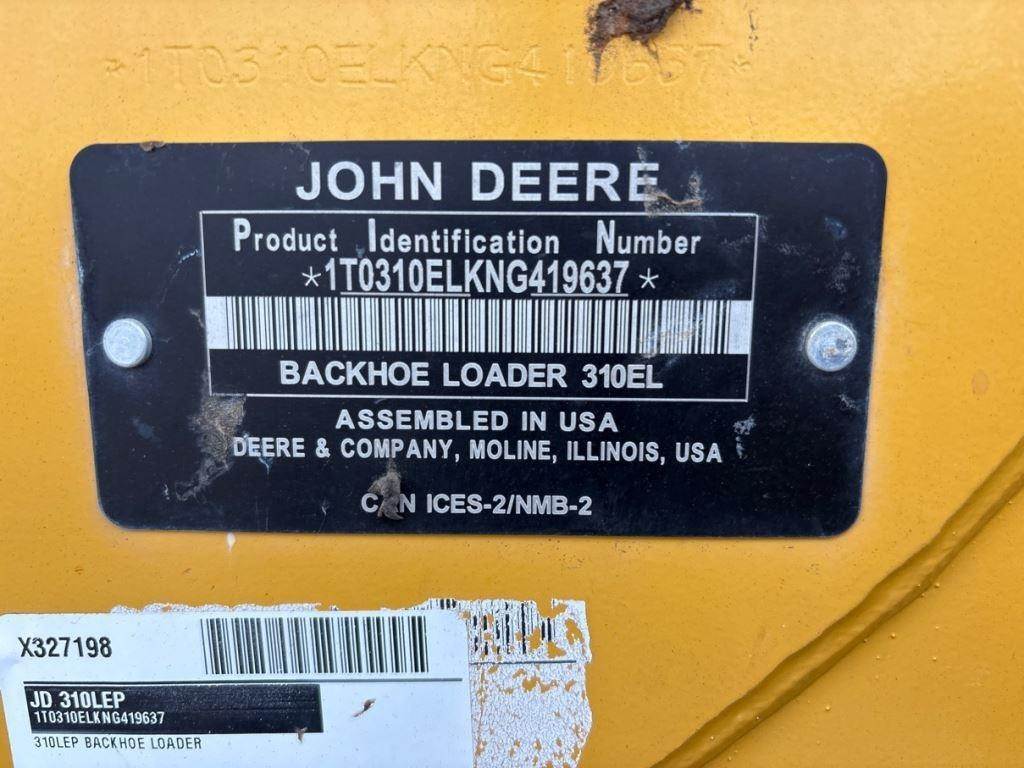 *1T0310ELKNG419637*
JOHN DEERE
Product Identification Number
*1T0310ELKNG419637*
BACKHOE LOADER 310EL
ASSEMBLED IN USA
DEERE & COMPANY, MOLINE, ILLINOIS, USA
CAN ICES-2/NMB-2
X327198
JD 310LEP
1T0310ELKNG419637
310LEP BACKHOE LOADER